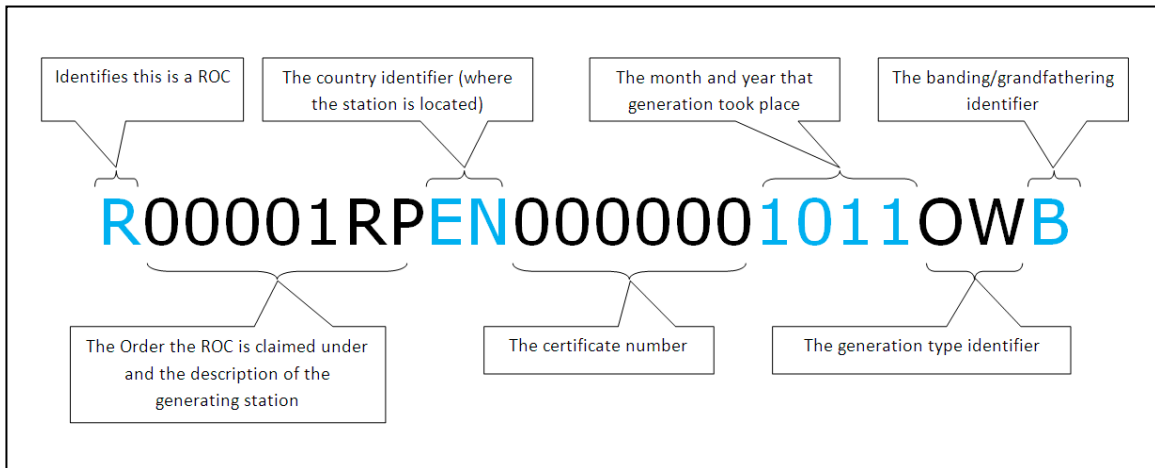 Identifies this is a ROC
The country identifier (where
the station is located)
The month and year that
generation took place
The banding/grandfathering
identifier
R00001RPEN0000001011OWB
The Order the ROC is claimed under
and the description of the
generating station
The certificate number
The generation type identifier